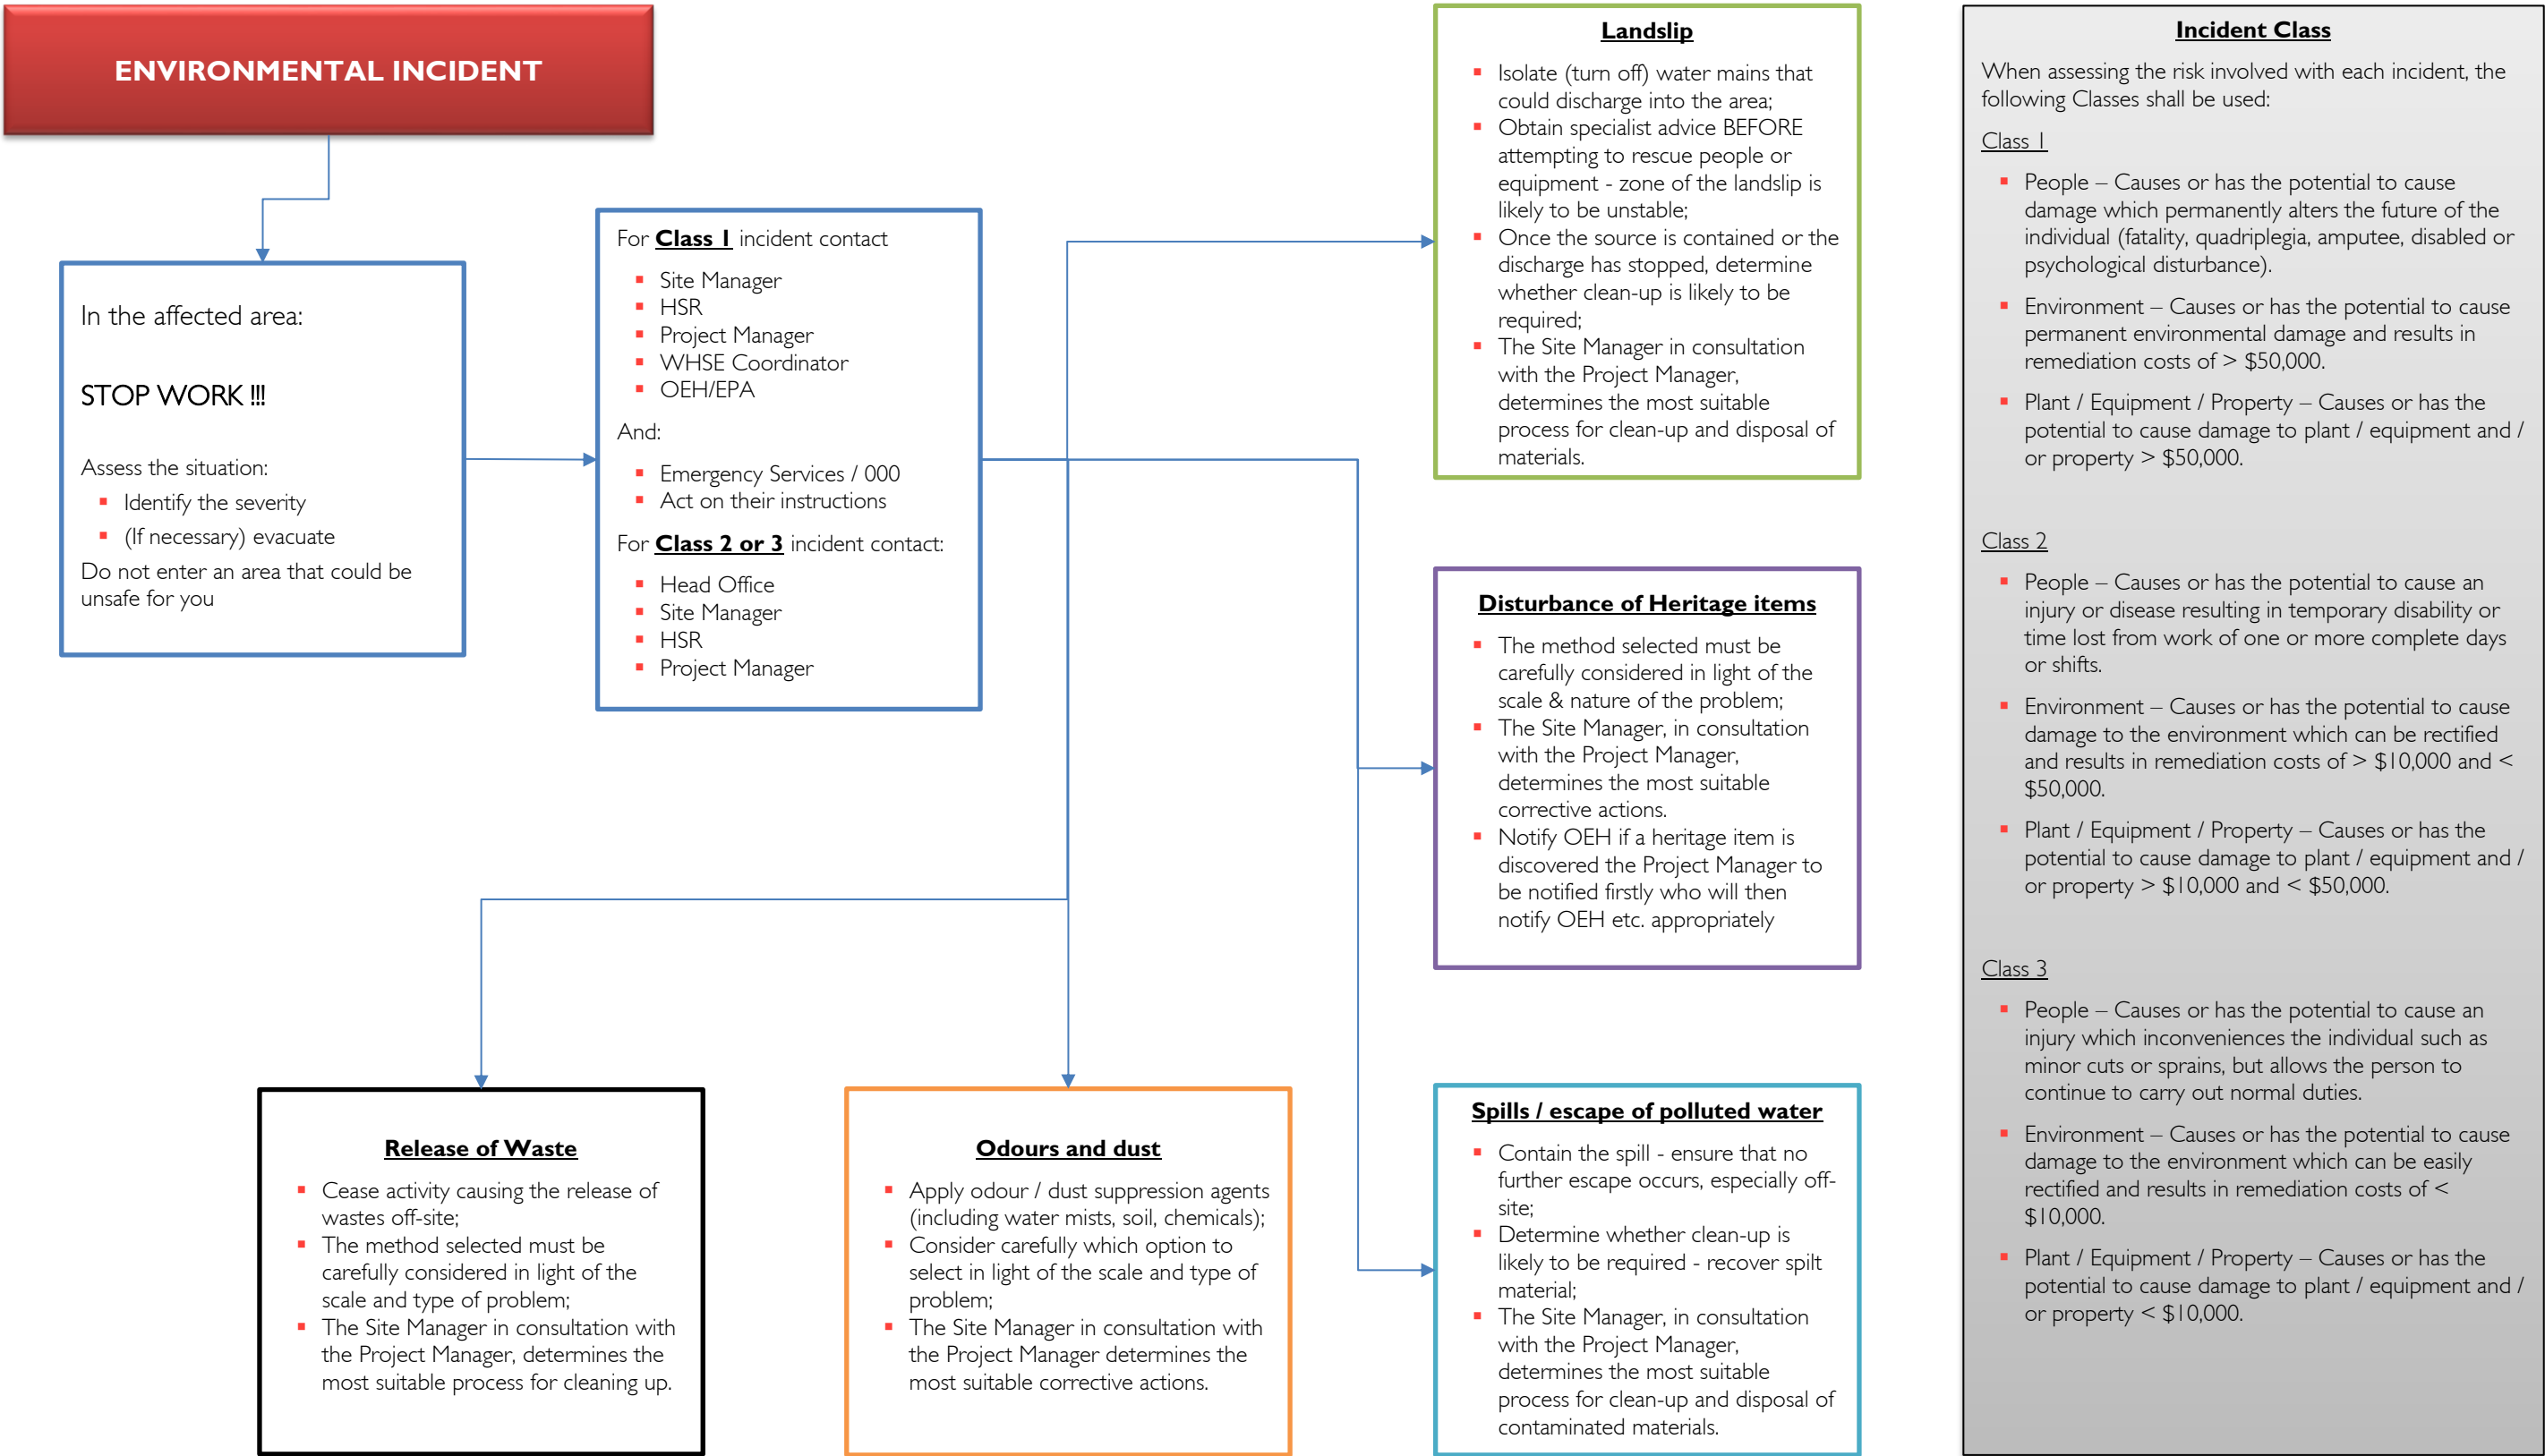 ENVIRONMENTAL INCIDENT
In the affected area:
STOP WORK !!!
Assess the situation:
▪ Identify the severity
▪ (If necessary) evacuate
Do not enter an area that could be
unsafe for you
For Class 1 incident contact
▪ Site Manager
▪ HSR
▪ Project Manager
▪ WHSE Coordinator
▪ OEH/EPA
And:
▪ Emergency Services / 000
▪ Act on their instructions
For Class 2 or 3 incident contact:
▪ Head Office
▪ Site Manager
▪ HSR
▪ Project Manager
Landslip
▪ Isolate (turn off) water mains that
could discharge into the area;
▪ Obtain specialist advice BEFORE
attempting to rescue people or
equipment - zone of the landslip is
likely to be unstable;
▪ Once the source is contained or the
discharge has stopped, determine
whether clean-up is likely to be
required;
▪ The Site Manager in consultation
with the Project Manager,
determines the most suitable
process for clean-up and disposal of
materials.
Disturbance of Heritage items
▪ The method selected must be
carefully considered in light of the
scale & nature of the problem;
▪ The Site Manager, in consultation
with the Project Manager,
determines the most suitable
corrective actions.
▪ Notify OEH if a heritage item is
discovered the Project Manager to
be notified firstly who will then
notify OEH etc. appropriately
Release of Waste
▪ Cease activity causing the release of
wastes off-site;
▪ The method selected must be
carefully considered in light of the
scale and type of problem;
▪ The Site Manager in consultation with
the Project Manager, determines the
most suitable process for cleaning up.
Odours and dust
▪ Apply odour / dust suppression agents
(including water mists, soil, chemicals);
▪ Consider carefully which option to
select in light of the scale and type of
problem;
▪ The Site Manager in consultation with
the Project Manager determines the
most suitable corrective actions.
Spills / escape of polluted water
▪ Contain the spill - ensure that no
further escape occurs, especially off-
site;
▪ Determine whether clean-up is
likely to be required - recover spilt
material;
▪ The Site Manager, in consultation
with the Project Manager,
determines the most suitable
process for clean-up and disposal of
contaminated materials.
Incident Class
When assessing the risk involved with each incident, the
following Classes shall be used:
Class 1
▪ People – Causes or has the potential to cause
damage which permanently alters the future of the
individual (fatality, quadriplegia, amputee, disabled or
psychological disturbance).
▪ Environment – Causes or has the potential to cause
permanent environmental damage and results in
remediation costs of > $50,000.
▪ Plant / Equipment / Property – Causes or has the
potential to cause damage to plant / equipment and /
or property > $50,000.
Class 2
▪ People – Causes or has the potential to cause an
injury or disease resulting in temporary disability or
time lost from work of one or more complete days
or shifts.
▪ Environment – Causes or has the potential to cause
damage to the environment which can be rectified
and results in remediation costs of > $10,000 and <
$50,000.
▪ Plant / Equipment / Property – Causes or has the
potential to cause damage to plant / equipment and /
or property > $10,000 and < $50,000.
Class 3
▪ People – Causes or has the potential to cause an
injury which inconveniences the individual such as
minor cuts or sprains, but allows the person to
continue to carry out normal duties.
▪ Environment – Causes or has the potential to cause
damage to the environment which can be easily
rectified and results in remediation costs of <
$10,000.
▪ Plant / Equipment / Property – Causes or has the
potential to cause damage to plant / equipment and /
or property < $10,000.